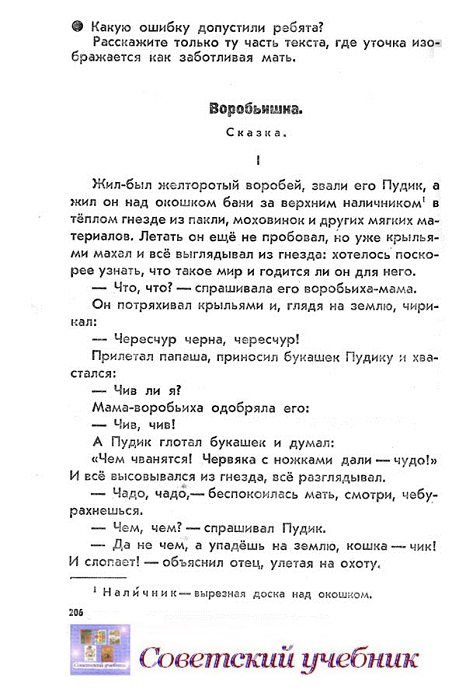 Какую ошибку допустили ребята?
Расскажите только ту часть текста, где уточка изо-
бражается как заботливая мать.
Воробьишка.
Сказка.
I
Жил-был желторотый воробей, звали его Пудик, а
жил он над окошком бани за верхним наличником¹ в
тёплом гнезде из пакли, моховинок и других мягких ма-
териалов. Летать он ещё не пробовал, но уже крылья-
ми махал и всё выглядывал из гнезда: хотелось поско-
рее узнать, что такое мир и годится ли он для него.
— Что, что? — спрашивала его воробьиха-мама.
Он потряхивал крыльями и, глядя на землю, чири-
кал:
— Чересчур черна, чересчур!
Прилетал папаша, приносил букашек Пудику и хва-
стался:
— Чив ли я?
Мама-воробьиха одобряла его:
— Чив, чив!
А Пудик глотал букашек и думал:
«Чем чванятся! Червяка с ножками дали — чудо!»
И всё высовывался из гнезда, всё разглядывал.
— Чадо, чадо,— беспокоилась мать, смотри, чебу-
рахнешься.
— Чем, чем? — спрашивал Пудик.
— Да не чем, а упадёшь на землю, кошка — чик!
И слопает! — объяснил отец, улетая на охоту.
¹ Нали́чник — вырезная доска над окошком.
206
Советский учебник